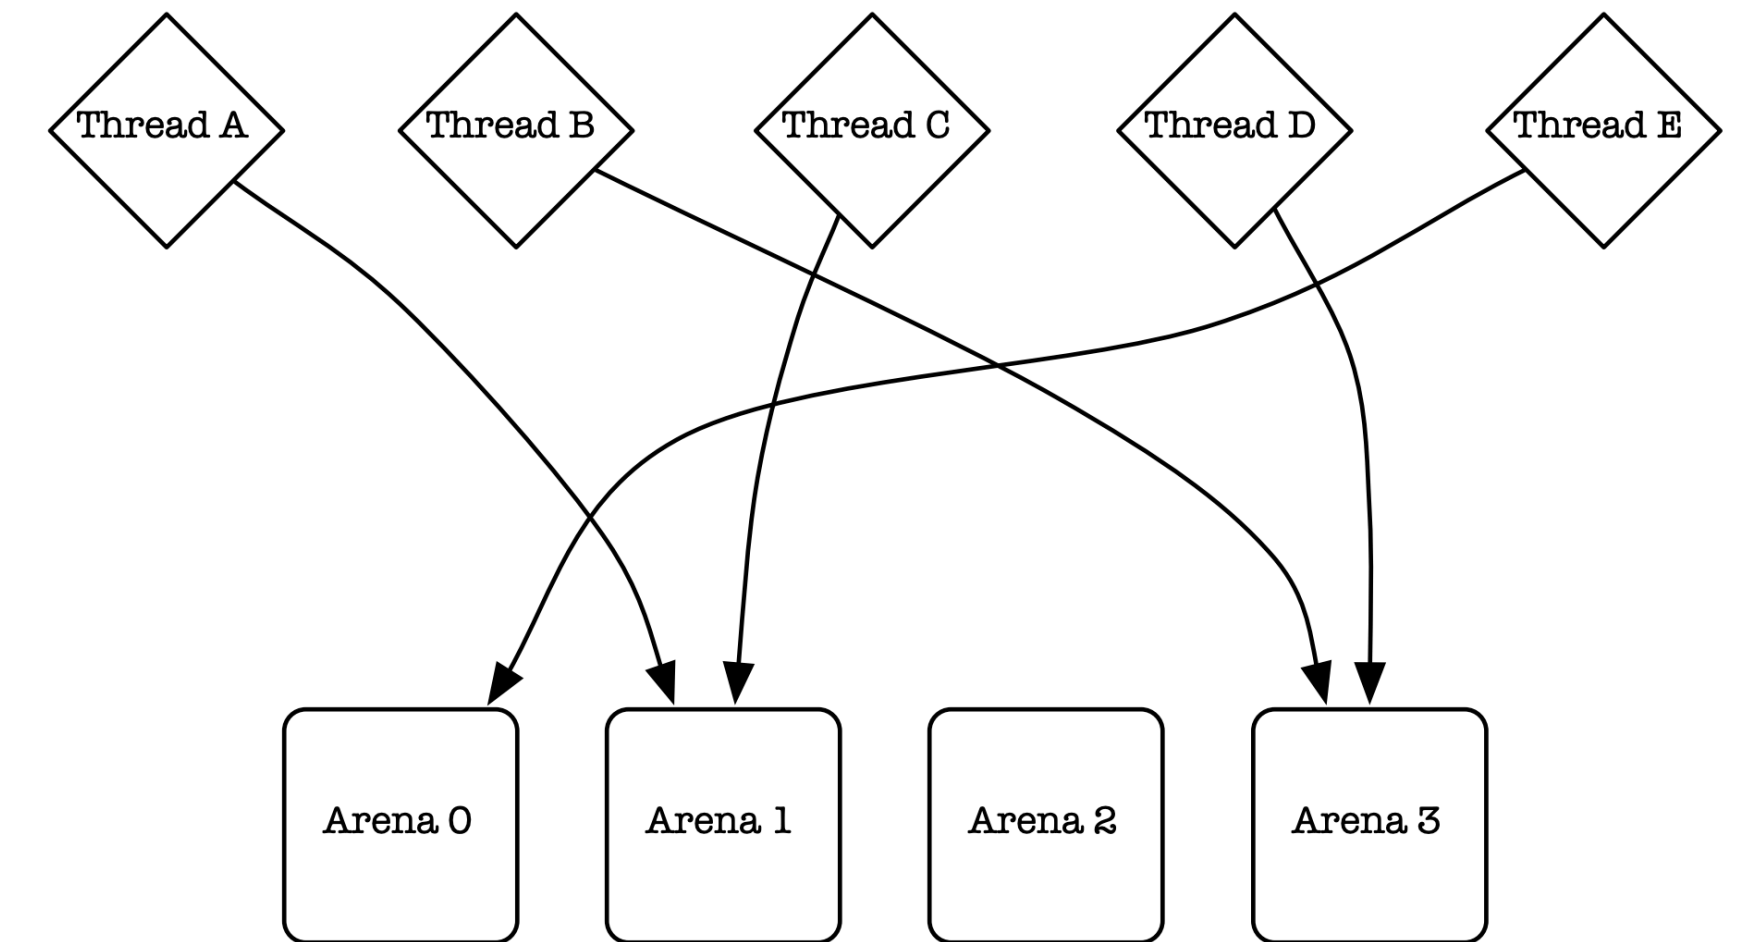 Thread A
Thread B
Thread C
Thread D
Thread E
Arena 0
Arena 1
Arena 2
Arena 3